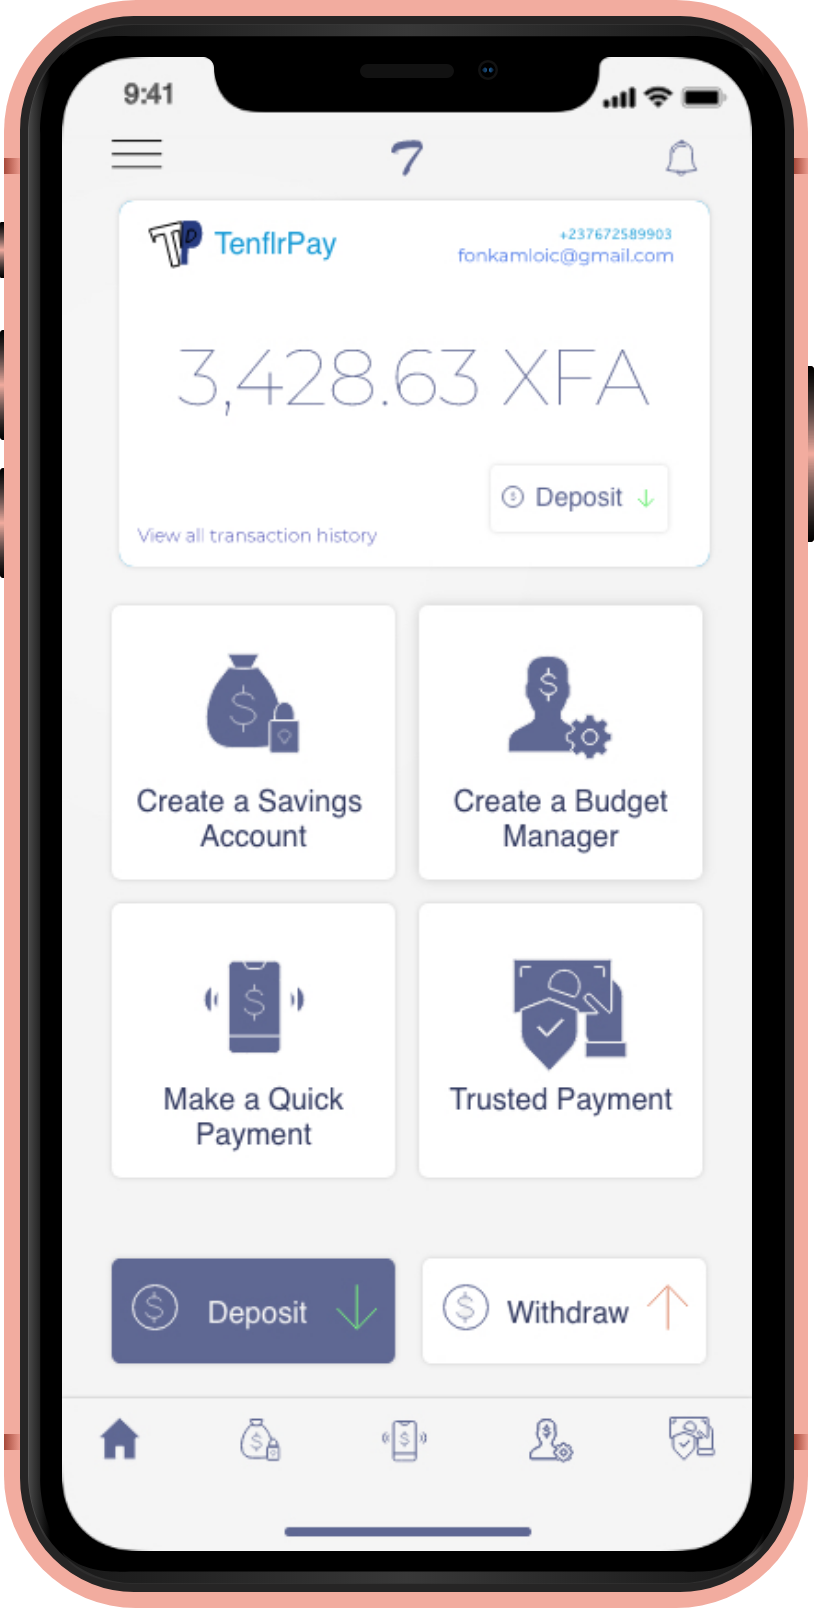 9:41
7
TP TenflrPay
+237672589903
fonkamloic@gmail.com
3,428.63 XFA
$ Deposit
View all transaction history
$
$
Create a Savings
Account
Create a Budget
Manager
$
Make a Quick
Payment
Trusted Payment
$ Deposit
$ Withdraw
$
$
$